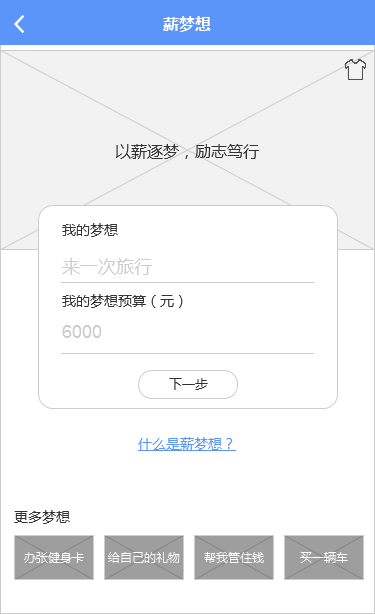 薪梦想
以薪逐梦，励志笃行
我的梦想
来一次旅行
我的梦想预算（元）
6000
下一步
什么是薪梦想？
更多梦想
办张健身卡
给自己的礼物
帮我管住钱
买一辆车